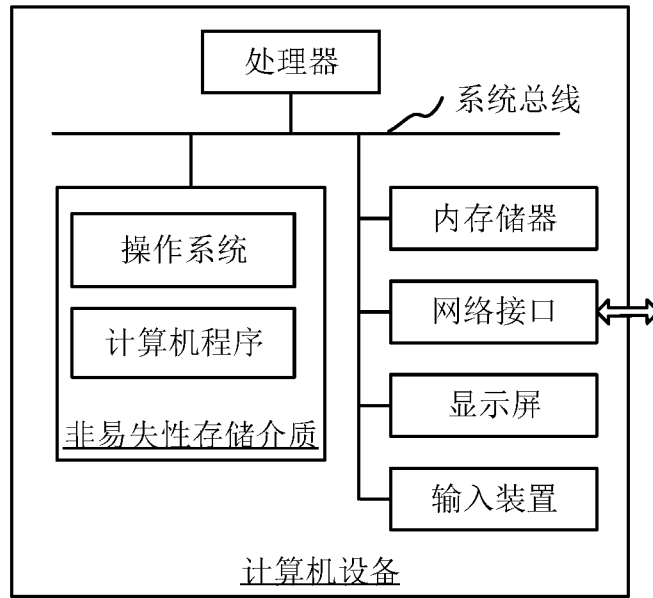 处理器
系统总线
操作系统
计算机程序
非易失性存储介质
内存储器
网络接口
显示屏
输入装置
计算机设备